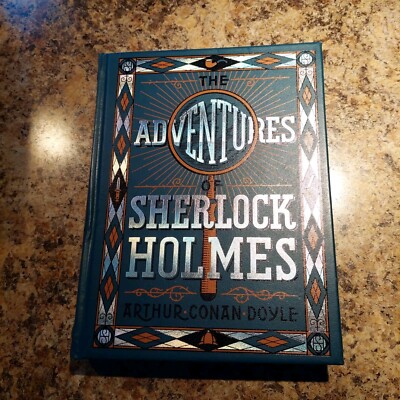 THE
ADVENTURES
OF
SHERLOCK
HOLMES
ARTHUR·CONAN·DOYLE